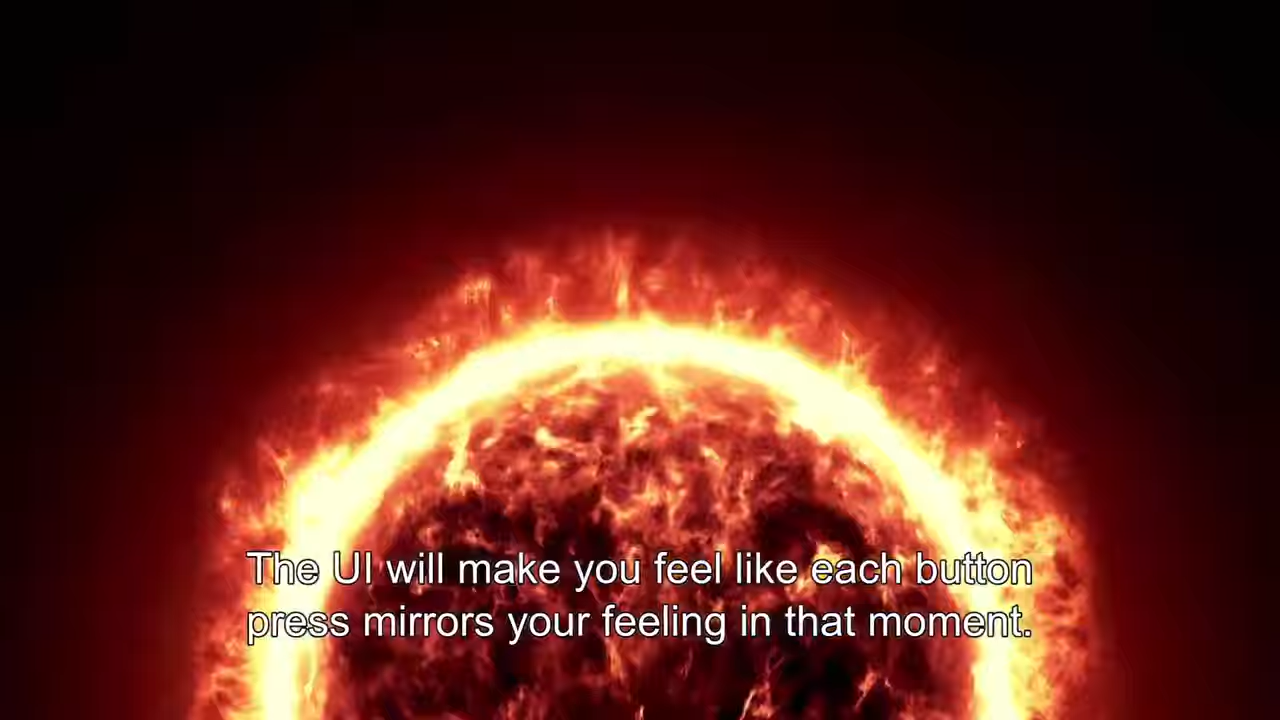 The UI will make you feel like each button
press mirrors your feeling in that moment.